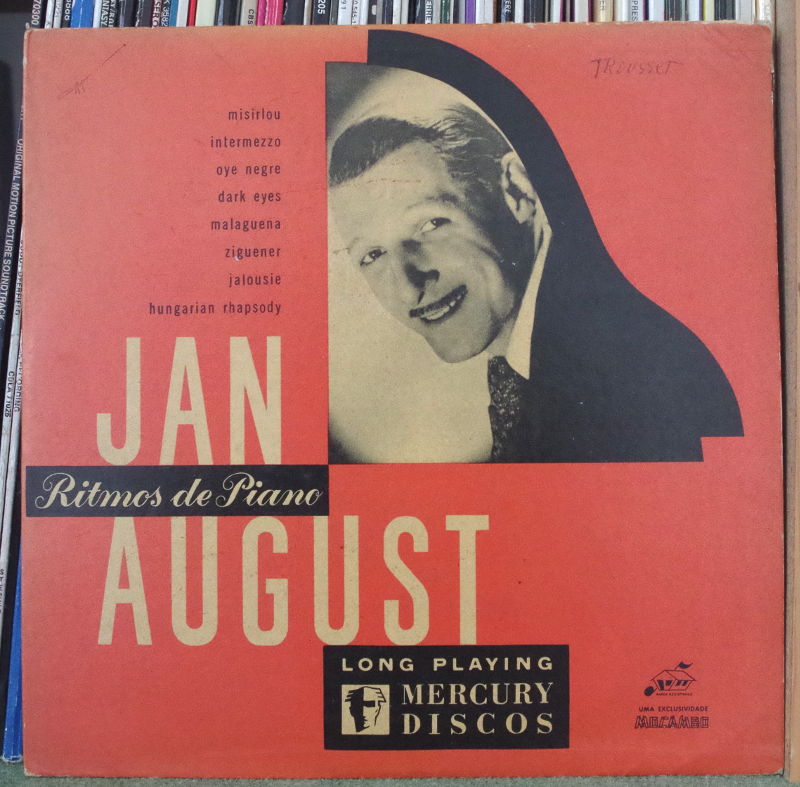 TROUSSET
misirlou
intermezzo
oye negre
dark eyes
malaguena
ziguener
jalousie
hungarian rhapsody
JAN
Ritmos de Piano
AUGUST
LONG PLAYING
MERCURY
DISCOS
UMA EXCLUSIVIDADE
MOCAMBO
ORIGINAL MOTION PICTURE SOUNDTRACK